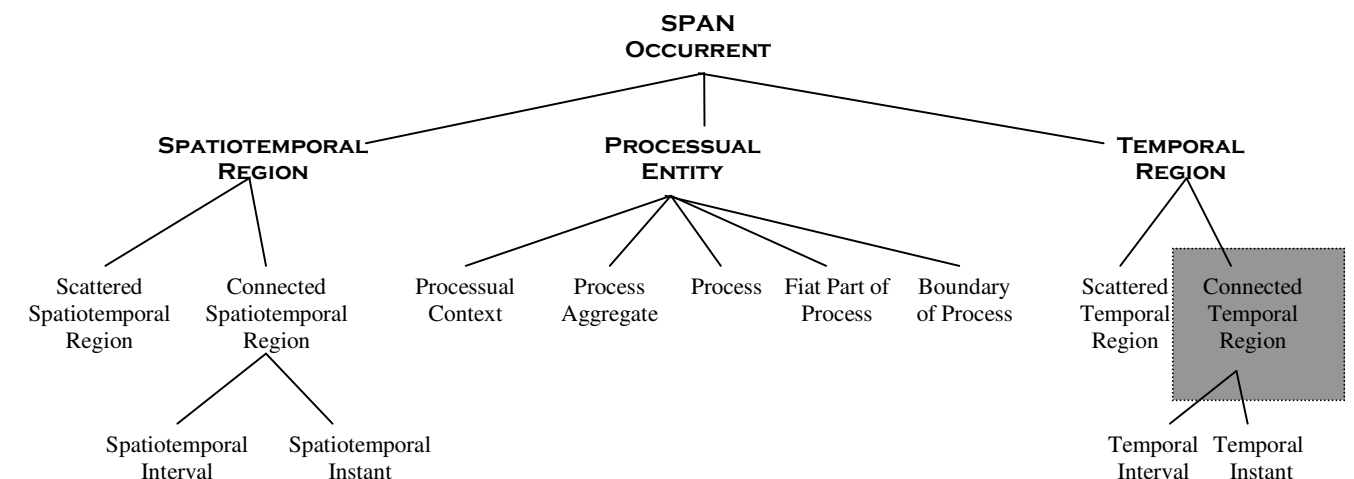 SPAN
OCCURRENT
SPATIOTEMPORAL
REGION
PROCESSUAL
ENTITY
TEMPORAL
REGION
Scattered
Spatiotemporal
Region
Connected
Spatiotemporal
Region
Processual
Context
Process
Aggregate
Process
Fiat Part of
Process
Boundary
of Process
Scattered
Temporal
Region
Connected
Temporal
Region
Spatiotemporal
Interval
Spatiotemporal
Instant
Temporal
Interval
Temporal
Instant